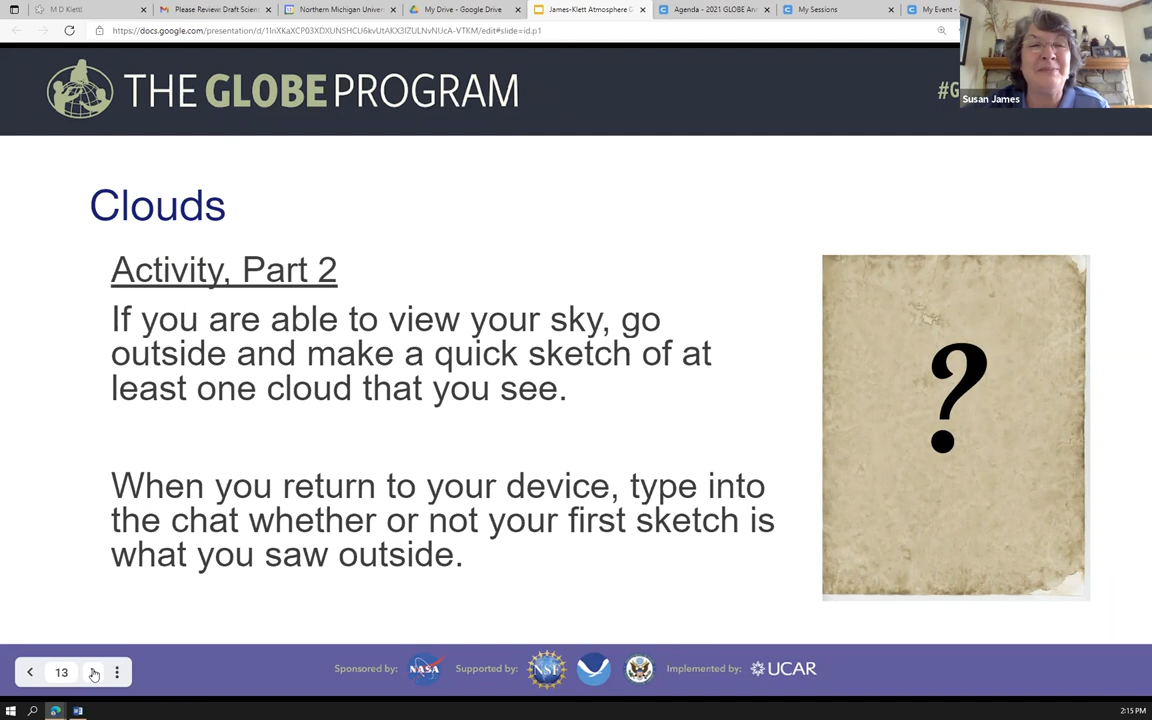 M D Klett
Please Review: Draft Scien
Northern Michigan Univer
My Drive - Google Drive
James-Klett Atmosphere
Agenda - 2021 GLOBE An
My Sessions
My Event -
https://docs.google.com/presentation/d/
edit#slide=id.p1
THE GLOBE PROGRAM
#G
Susan James
Clouds
Activity, Part 2
If you are able to view your sky, go
outside and make a quick sketch of at
least one cloud that you see.
?
When you return to your device, type into
the chat whether or not your first sketch is
what you saw outside.
13
Sponsored by:
NASA
Supported by:
NSF
Implemented by:
UCAR
2:15 PM